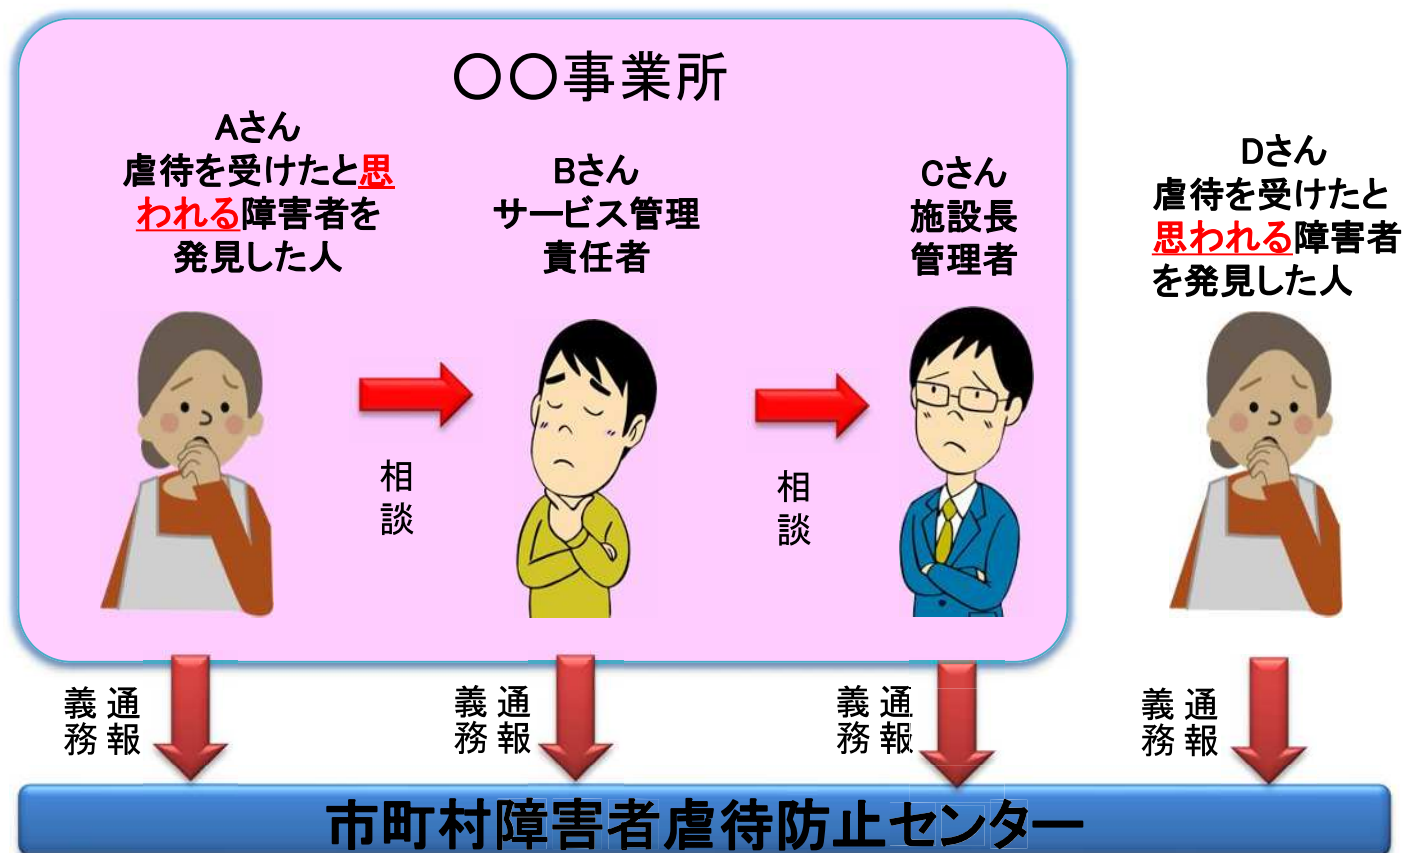 〇〇事業所
Aさん
虐待を受けたと思
われる障害者を
発見した人
Bさん
サービス管理
責任者
Cさん
施設長
管理者
Dさん
虐待を受けたと
思われる障害者
を発見した人
相談
相談
通報
義務
通報
義務
通報
義務
通報
義務
市町村障害者虐待防止センター